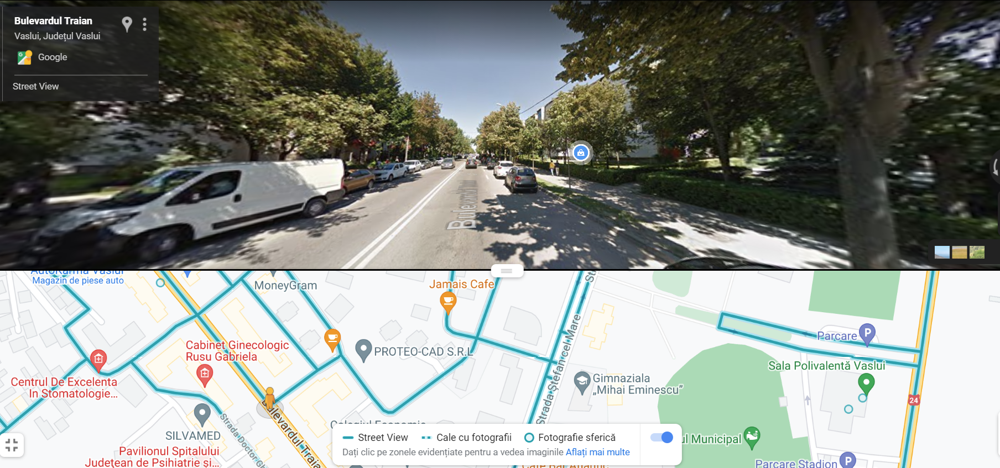 Bulevardul Traian
Vaslui, Județul Vaslui
Google
Street View
Bulevardul
AutoKarma Vaslui
Magazin de piese auto
MoneyGram
Jamais Cafe
Cabinet Ginecologic
Rusu Gabriela
PROTEO-CAD S.R.L
Parcare
P
Sala Polivalentă Vaslui
Centrul De Excelenta
In Stomatologie...
Gimnaziala
„Mihai Eminescu”
Strada Ștefan cel Mare
Bulevardul Traia
24
SILVAMED
Strada Doctor Gh
Colegiul Economic
Pavilionul Spitalului
Județean de Psihiatrie și...
Street View
Cale cu fotografii
Fotografie sferică
Dați clic pe zonele evidențiate pentru a vedea imaginile Aflați mai multe
ul Municipal
Parcare Stadion
P
Cafe Bar Atlantic